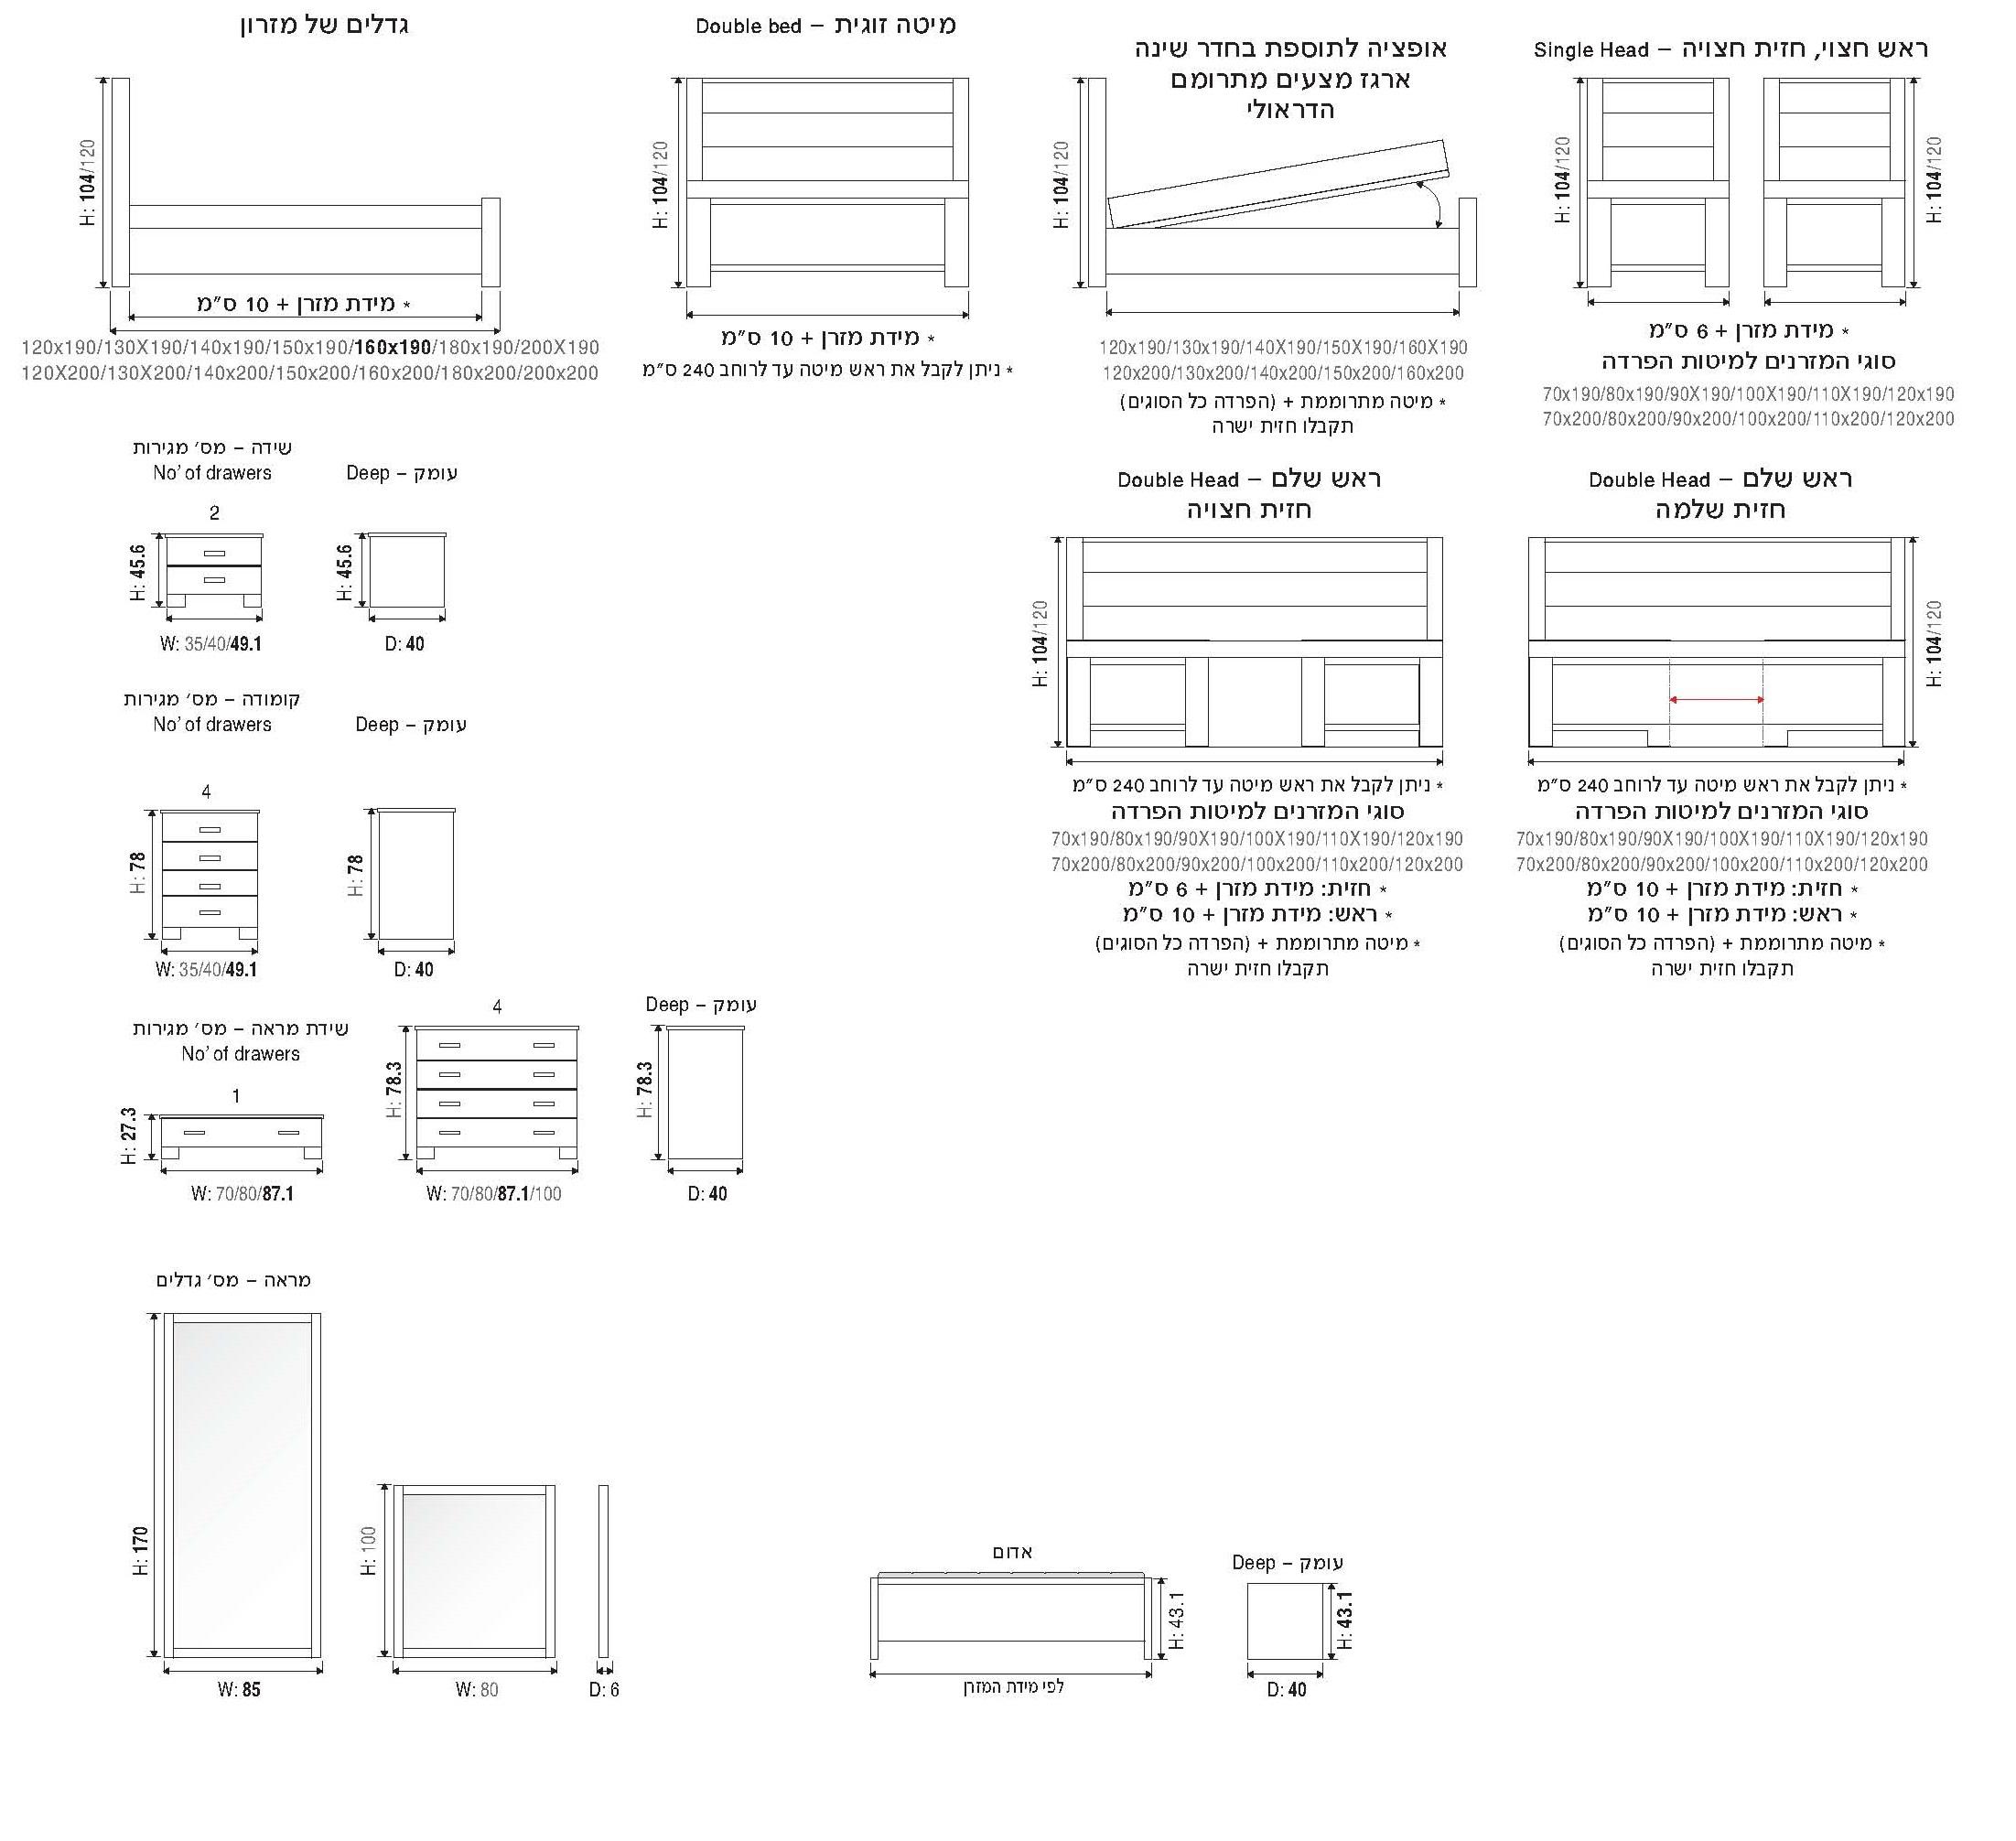 גדלים של מזרון
H: 104/120
* מידת מזרן + 10 ס"מ
120x190/130X190/140x190/150x190/160x190/180x190/200X190
120X200/130X200/140x200/150x200/160x200/180x200/200x200
מיטה זוגית – Double bed
H: 104/120
* מידת מזרן + 10 ס"מ
* ניתן לקבל את ראש מיטה עד לרוחב 240 ס"מ
אופציה לתוספת בחדר שינה
ארגז מצעים מתרומם
הדראולי
H: 104/120
120x190/130x190/140X190/150X190/160X190
120x200/130x200/140x200/150x200/160x200
* מיטה מתרוממת + (הפרדה כל הסוגים)
תקבלו חזית ישרה
ראש חצוי, חזית חצויה – Single Head
H: 104/120
H: 104/120
* מידת מזרן + 6 ס"מ
סוגי המזרנים למיטות הפרדה
70x190/80x190/90X190/100X190/110X190/120x190
70x200/80x200/90x200/100x200/110x200/120x200
שידה – מס' מגירות
No' of drawers
2
H: 45.6
W: 35/40/49.1
עומק – Deep
H: 45.6
D: 40
ראש שלם – Double Head
חזית חצויה
H: 104/120
* ניתן לקבל את ראש מיטה עד לרוחב 240 ס"מ
סוגי המזרנים למיטות הפרדה
70x190/80x190/90X190/100X190/110X190/120x190
70x200/80x200/90x200/100x200/110x200/120x200
* חזית: מידת מזרן + 6 ס"מ
* ראש: מידת מזרן + 10 ס"מ
* מיטה מתרוממת + (הפרדה כל הסוגים)
תקבלו חזית ישרה
ראש שלם – Double Head
חזית שלמה
H: 104/120
* ניתן לקבל את ראש מיטה עד לרוחב 240 ס"מ
סוגי המזרנים למיטות הפרדה
70x190/80x190/90X190/100X190/110X190/120x190
70x200/80x200/90x200/100x200/110x200/120x200
* חזית: מידת מזרן + 10 ס"מ
* ראש: מידת מזרן + 10 ס"מ
* מיטה מתרוממת + (הפרדה כל הסוגים)
תקבלו חזית ישרה
קומודה – מס' מגירות
No' of drawers
4
H: 78
W: 35/40/49.1
עומק – Deep
H: 78
D: 40
שידת מראה – מס' מגירות
No' of drawers
1
H: 27.3
W: 70/80/87.1
4
H: 78.3
W: 70/80/87.1/100
עומק – Deep
H: 78.3
D: 40
מראה – מס' גדלים
H: 170
W: 85
H: 100
W: 80
D: 6
אדום
H: 43.1
לפי מידת המזרן
עומק – Deep
H: 43.1
D: 40